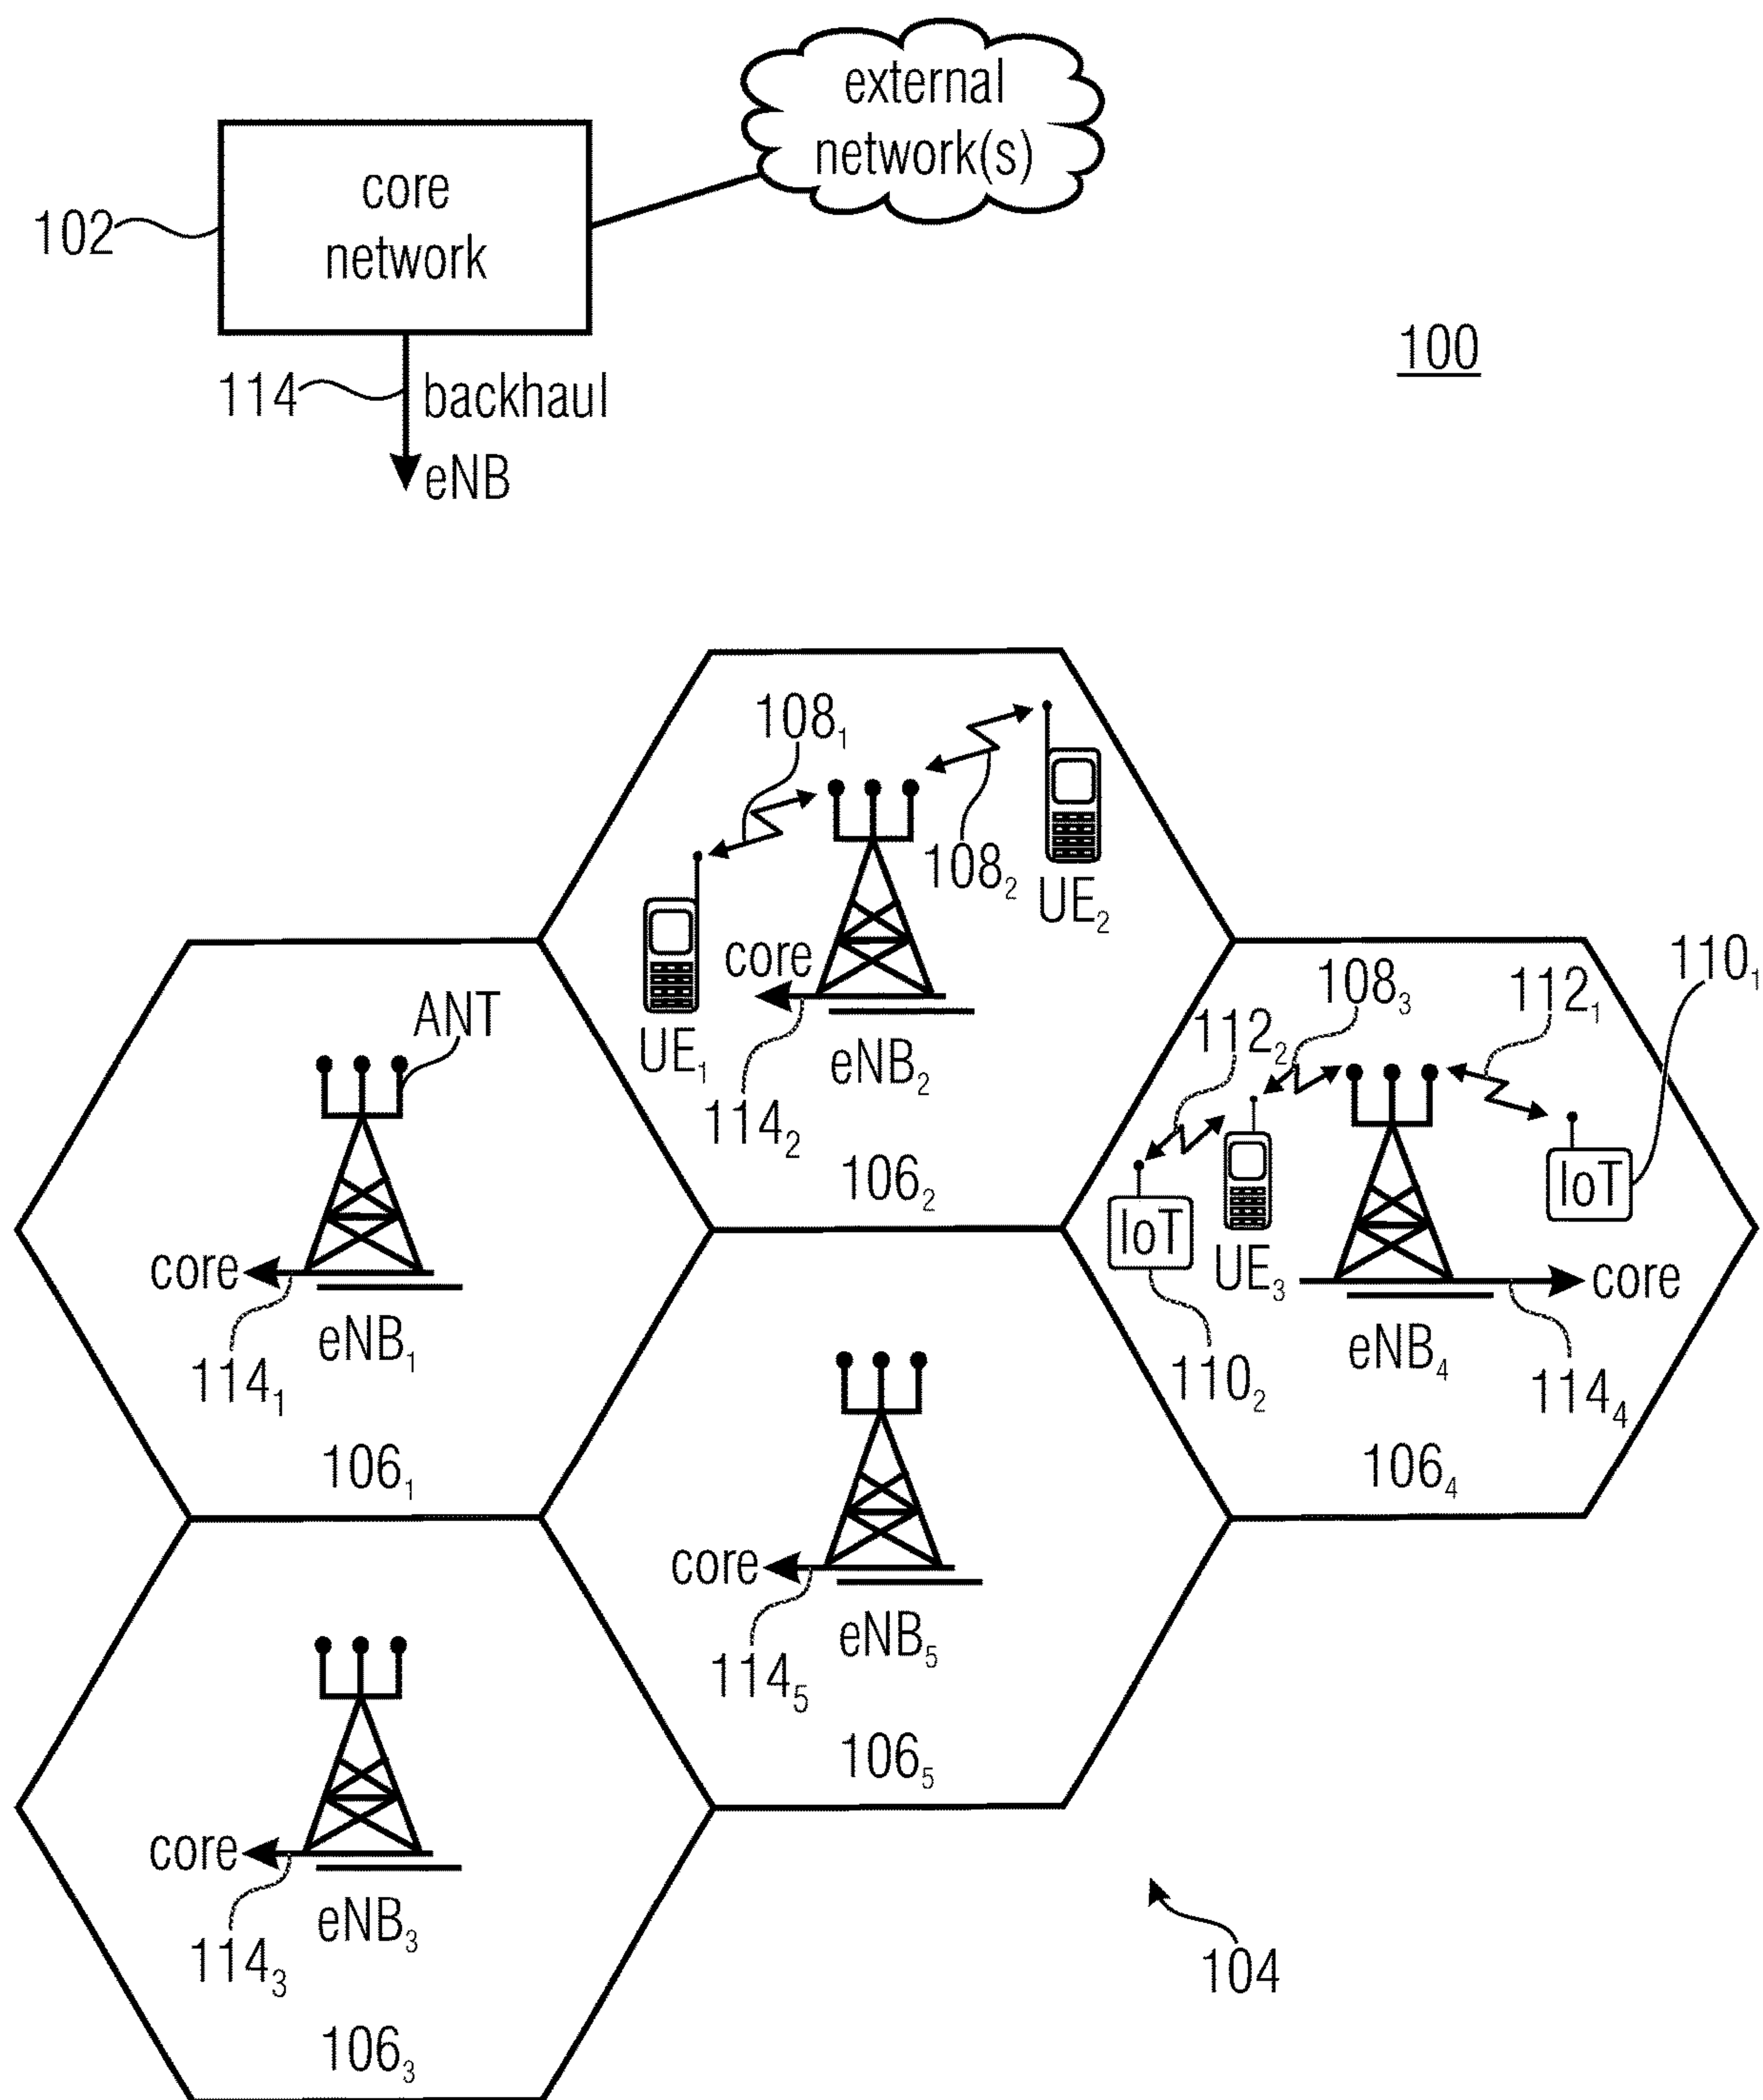 external
network(s)
core
network
102
100
114
backhaul
eNB
108₁
108₂
UE₂
core
UE₁
eNB₂
114₂
106₂
110₁
108₃
112₁
112₂
IoT
IoT
UE₃
core
eNB₄
110₂
114₄
106₄
ANT
core
eNB₁
114₁
106₁
core
eNB₅
114₅
106₅
core
eNB₃
114₃
104
106₃